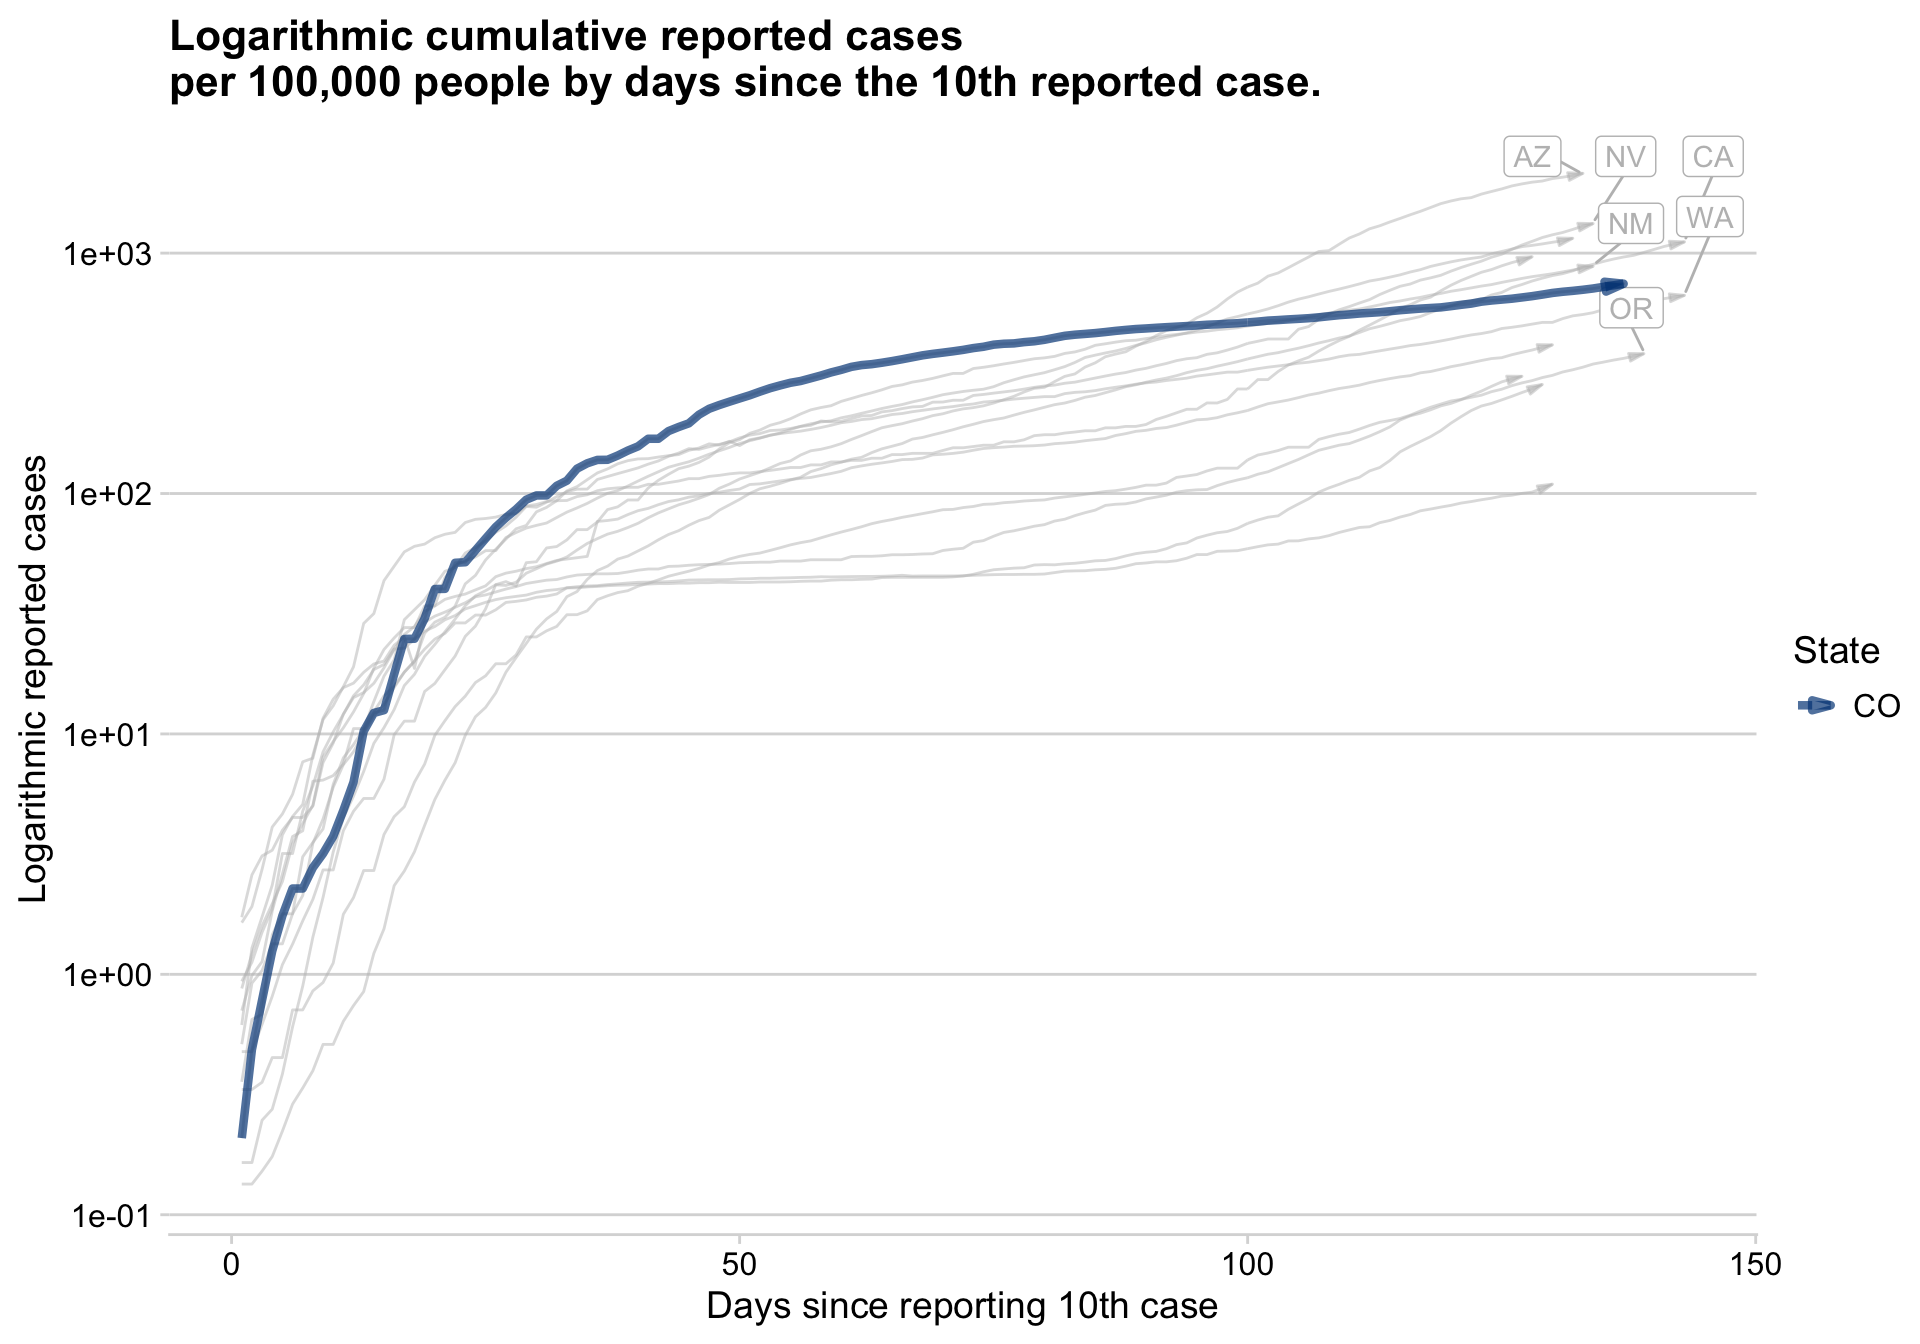 Logarithmic cumulative reported cases
per 100,000 people by days since the 10th reported case.
AZ
NV
CA
NM
WA
OR
1e+03
1e+02
1e+01
1e+00
1e-01
Logarithmic reported cases
0
50
100
150
Days since reporting 10th case
State
CO